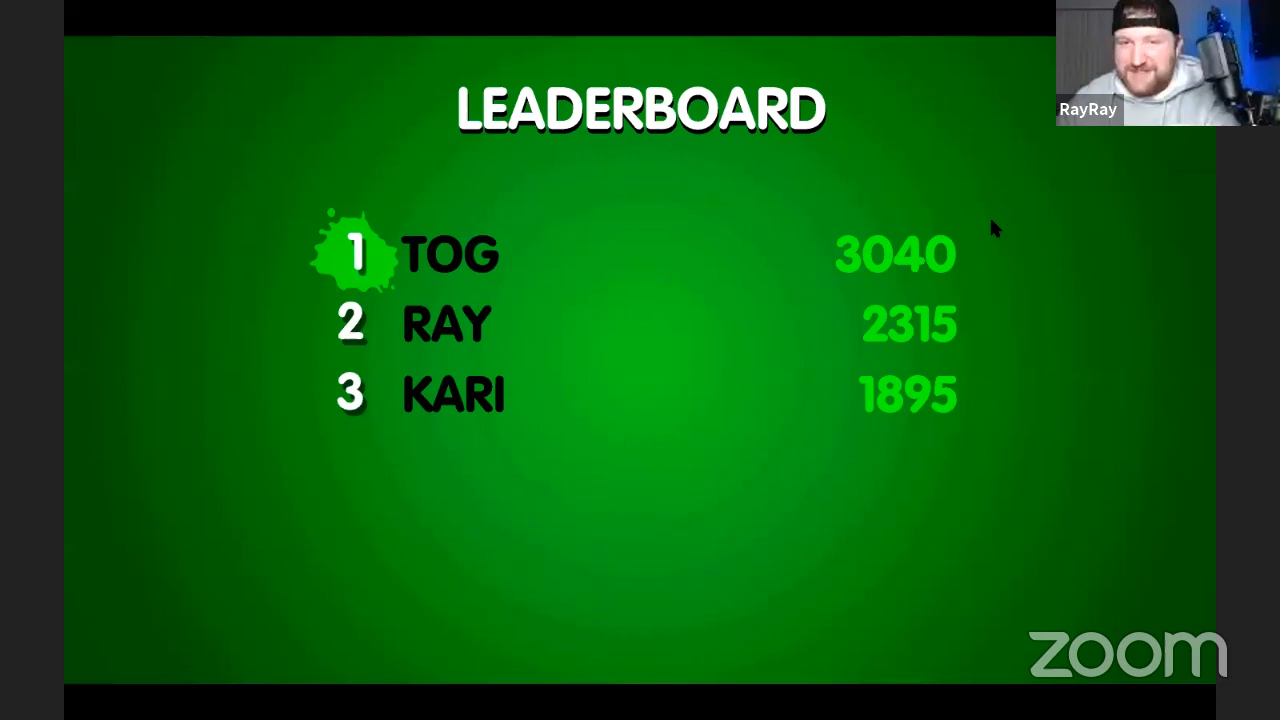 LEADERBOARD
RayRay
1 TOG 3040
2 RAY 2315
3 KARI 1895
zoom